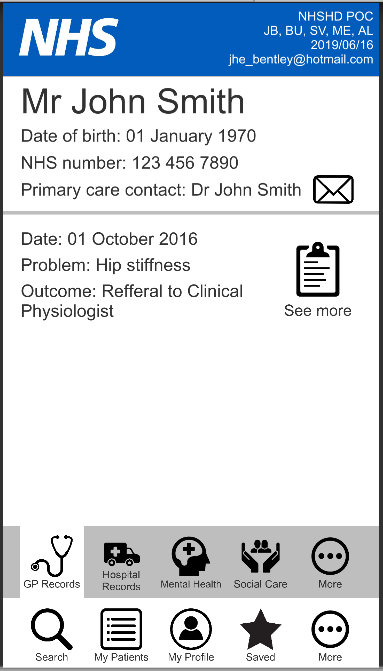 NHS
NHSHD POC
JB, BU, SV, ME, AL
2019/06/16
jhe_bentley@hotmail.com
Mr John Smith
Date of birth: 01 January 1970
NHS number: 123 456 7890
Primary care contact: Dr John Smith
Date: 01 October 2016
Problem: Hip stiffness
Outcome: Refferal to Clinical
Physiologist
See more
GP Records
Hospital
Records
Mental Health
Social Care
More
Search
My Patients
My Profile
Saved
More